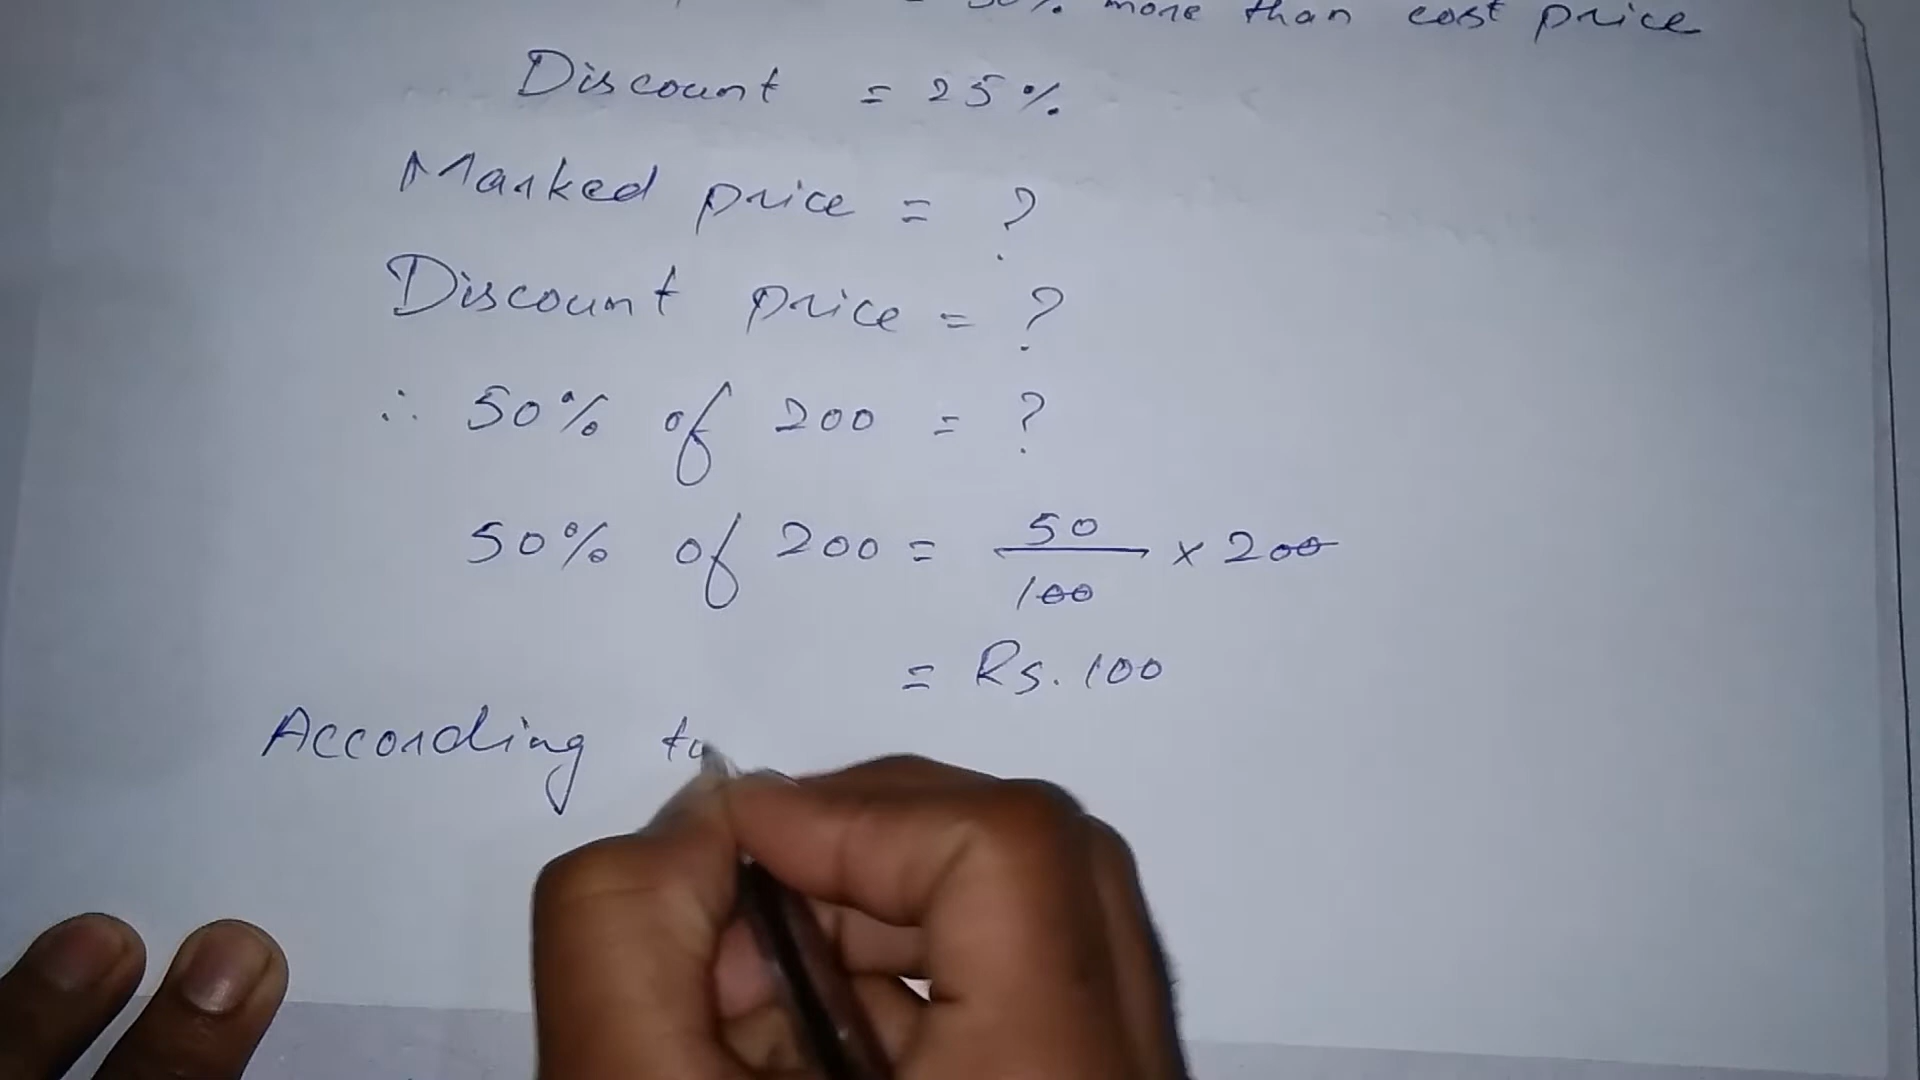 = 50% more than cost price
Discount = 25%
Marked price = ?
Discount price = ?
∴ 50% of 200 = ?
50% of 200 = 50/100 × 200
= Rs. 100
According to